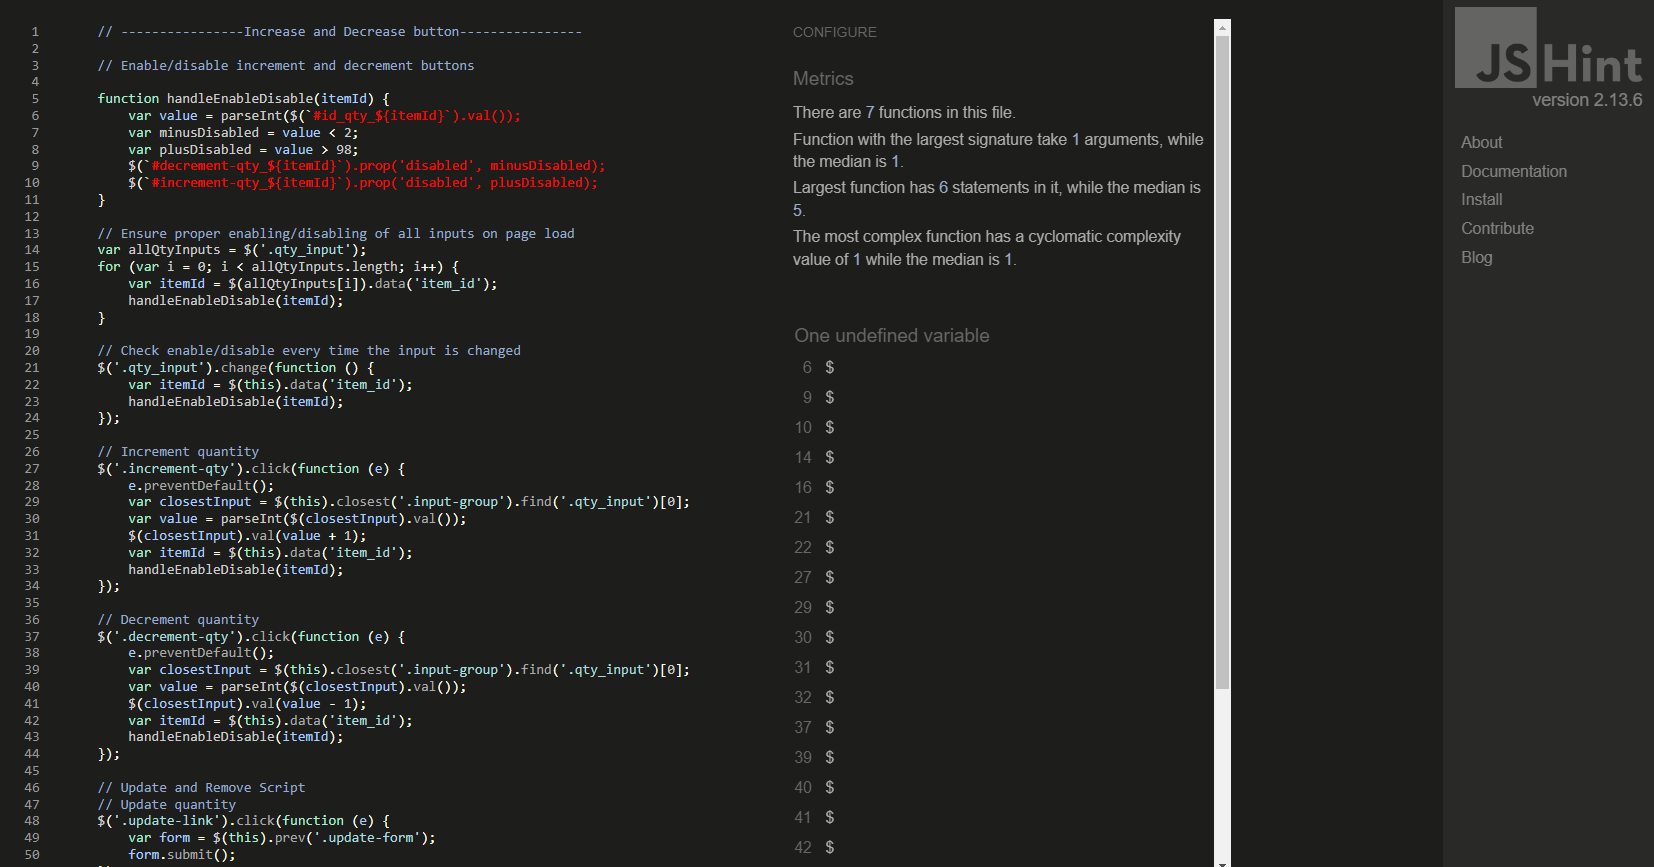 1 // ----------------Increase and Decrease button----------------
2
3 // Enable/disable increment and decrement buttons
4
5 function handleEnableDisable(itemId) {
6 var value = parseInt($(`#id_qty_${itemId}`).val());
7 var minusDisabled = value < 2;
8 var plusDisabled = value > 98;
9 $(`#decrement-qty_${itemId}`).prop('disabled', minusDisabled);
10 $(`#increment-qty_${itemId}`).prop('disabled', plusDisabled);
11 }
12
13 // Ensure proper enabling/disabling of all inputs on page load
14 var allQtyInputs = $('.qty_input');
15 for (var i = 0; i < allQtyInputs.length; i++) {
16 var itemId = $(allQtyInputs[i]).data('item_id');
17 handleEnableDisable(itemId);
18 }
19
20 // Check enable/disable every time the input is changed
21 $('.qty_input').change(function () {
22 var itemId = $(this).data('item_id');
23 handleEnableDisable(itemId);
24 });
25
26 // Increment quantity
27 $('.increment-qty').click(function (e) {
28 e.preventDefault();
29 var closestInput = $(this).closest('.input-group').find('.qty_input')[0];
30 var value = parseInt($(closestInput).val());
31 $(closestInput).val(value + 1);
32 var itemId = $(this).data('item_id');
33 handleEnableDisable(itemId);
34 });
35
36 // Decrement quantity
37 $('.decrement-qty').click(function (e) {
38 e.preventDefault();
39 var closestInput = $(this).closest('.input-group').find('.qty_input')[0];
40 var value = parseInt($(closestInput).val());
41 $(closestInput).val(value - 1);
42 var itemId = $(this).data('item_id');
43 handleEnableDisable(itemId);
44 });
45
46 // Update and Remove Script
47 // Update quantity
48 $('.update-link').click(function (e) {
49 var form = $(this).prev('.update-form');
50 form.submit();
CONFIGURE
Metrics
There are 7 functions in this file.
Function with the largest signature take 1 arguments, while
the median is 1.
Largest function has 6 statements in it, while the median is
5.
The most complex function has a cyclomatic complexity
value of 1 while the median is 1.
One undefined variable
6 $
9 $
10 $
14 $
16 $
21 $
22 $
27 $
29 $
30 $
31 $
32 $
37 $
39 $
40 $
41 $
42 $
JSHint
version 2.13.6
About
Documentation
Install
Contribute
Blog